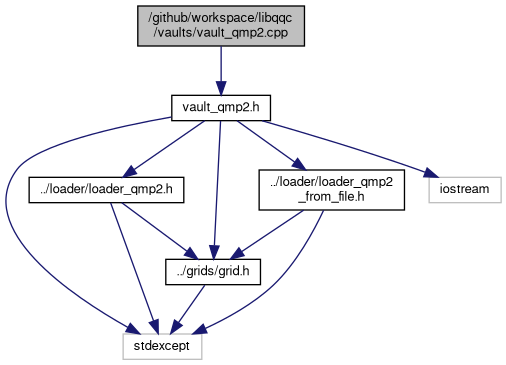 /github/workspace/libqqc
/vaults/vault_qmp2.cpp
vault_qmp2.h
../loader/loader_qmp2.h
../loader/loader_qmp2
_from_file.h
iostream
../grids/grid.h
stdexcept